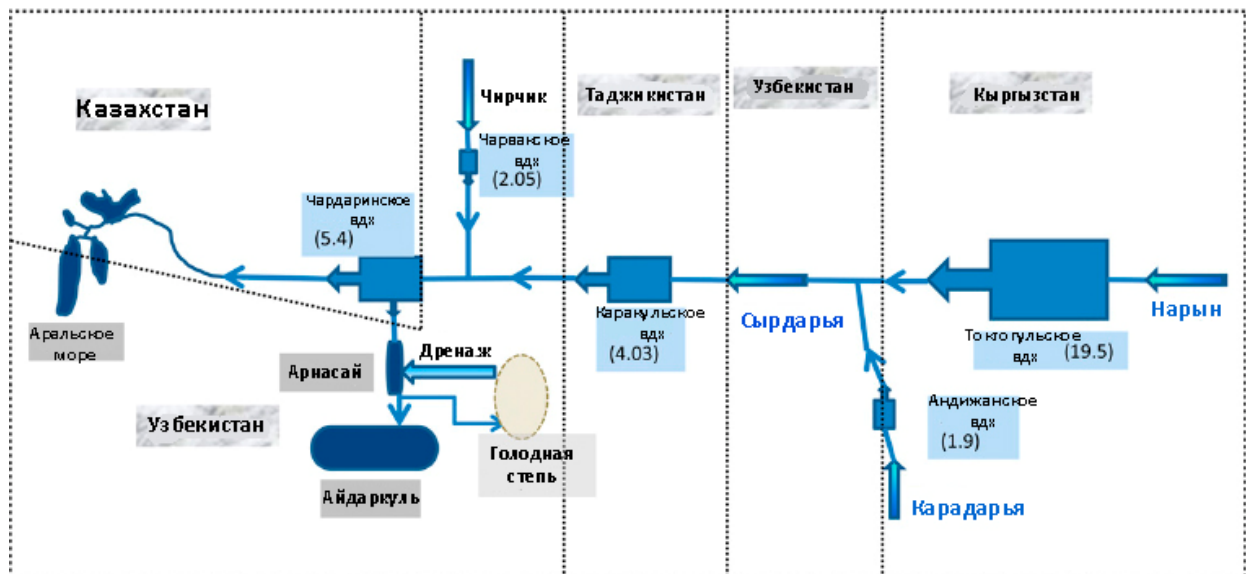 Казахстан
Чирчик
Таджикистан
Узбекистан
Кыргызстан
Чарвакское
вдх
(2.05)
Чардаринское
вдх
(5.4)
Каракульское
вдх
(4.03)
Сырдарья
Токтогульское
вдх (19.5)
Нарын
Аральское
море
Арнасай
Дренаж
Узбекистан
Голодная
степь
Айдаркуль
Андижанское
вдх
(1.9)
Карадарья